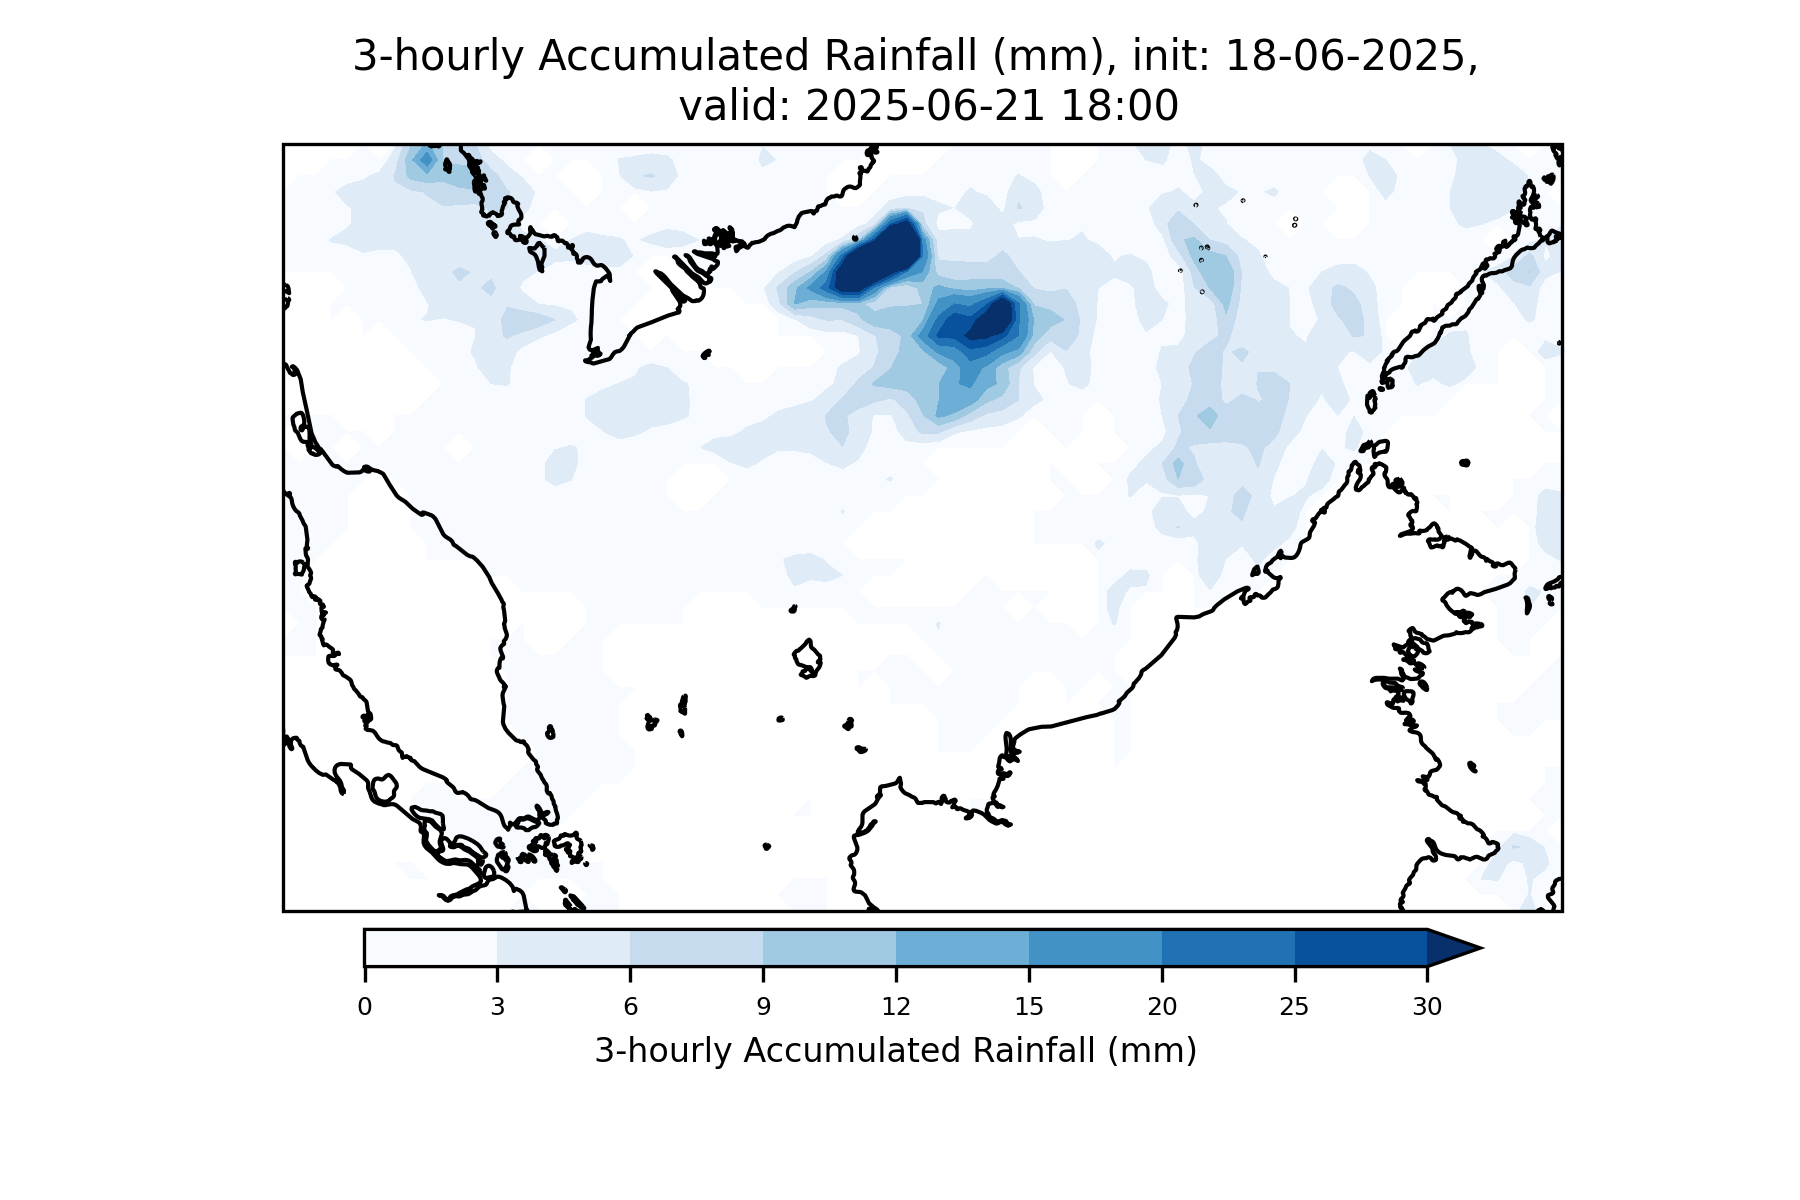 3-hourly Accumulated Rainfall (mm), init: 18-06-2025,
valid: 2025-06-21 18:00
0 3 6 9 12 15 20 25 30
3-hourly Accumulated Rainfall (mm)